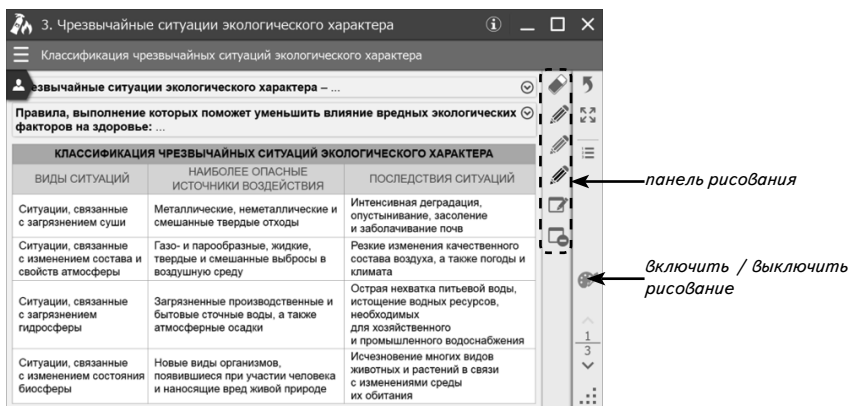 3. Чрезвычайные ситуации экологического характера
Классификация чрезвычайных ситуаций экологического характера
звычайные ситуации экологического характера – ...
Правила, выполнение которых поможет уменьшить влияние вредных экологических
факторов на здоровье: ...
КЛАССИФИКАЦИЯ ЧРЕЗВЫЧАЙНЫХ СИТУАЦИЙ ЭКОЛОГИЧЕСКОГО ХАРАКТЕРА
ВИДЫ СИТУАЦИЙ
НАИБОЛЕЕ ОПАСНЫЕ
ИСТОЧНИКИ ВОЗДЕЙСТВИЯ
ПОСЛЕДСТВИЯ СИТУАЦИЙ
Ситуации, связанные
с загрязнением суши
Металлические, неметаллические и
смешанные твердые отходы
Интенсивная деградация,
опустынивание, засоление
и заболачивание почв
Ситуации, связанные
с изменением состава и
свойств атмосферы
Газо- и парообразные, жидкие,
твердые и смешанные выбросы в
воздушную среду
Резкие изменения качественного
состава воздуха, а также погоды и
климата
Ситуации, связанные
с загрязнением
гидросферы
Загрязненные производственные и
бытовые сточные воды, а также
атмосферные осадки
Острая нехватка питьевой воды,
истощение водных ресурсов,
необходимых
для хозяйственного
и промышленного водоснабжения
Ситуации, связанные
с изменением состояния
биосферы
Новые виды организмов,
появившиеся при участии человека
и наносящие вред живой природе
Исчезновение многих видов
животных и растений в связи
с изменениями среды
их обитания
1
3
панель рисования
включить / выключить
рисование